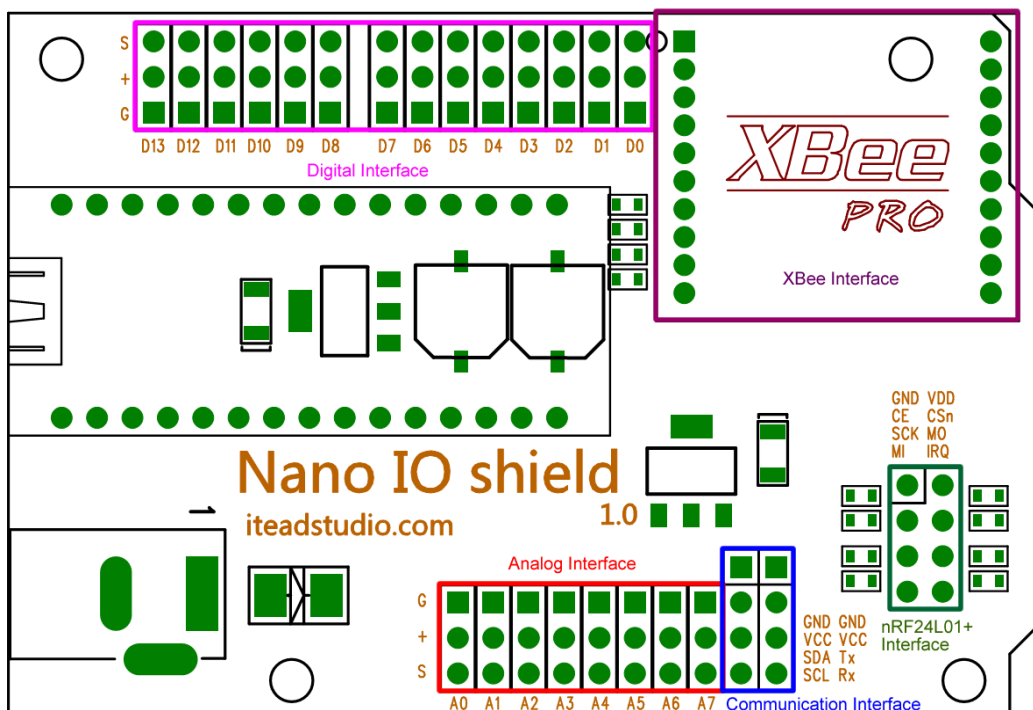 S
+
G
D13 D12 D11 D10 D9 D8 D7 D6 D5 D4 D3 D2 D1 D0
Digital Interface
XBee
PRO
XBee Interface
GND VDD
CE CSn
SCK MO
MI IRQ
Nano IO shield
iteadstudio.com
1.0
1
Analog Interface
G
+
S
GND GND
VCC VCC
SDA Tx
SCL Rx
nRF24L01+
Interface
A0 A1 A2 A3 A4 A5 A6 A7
Communication Interface